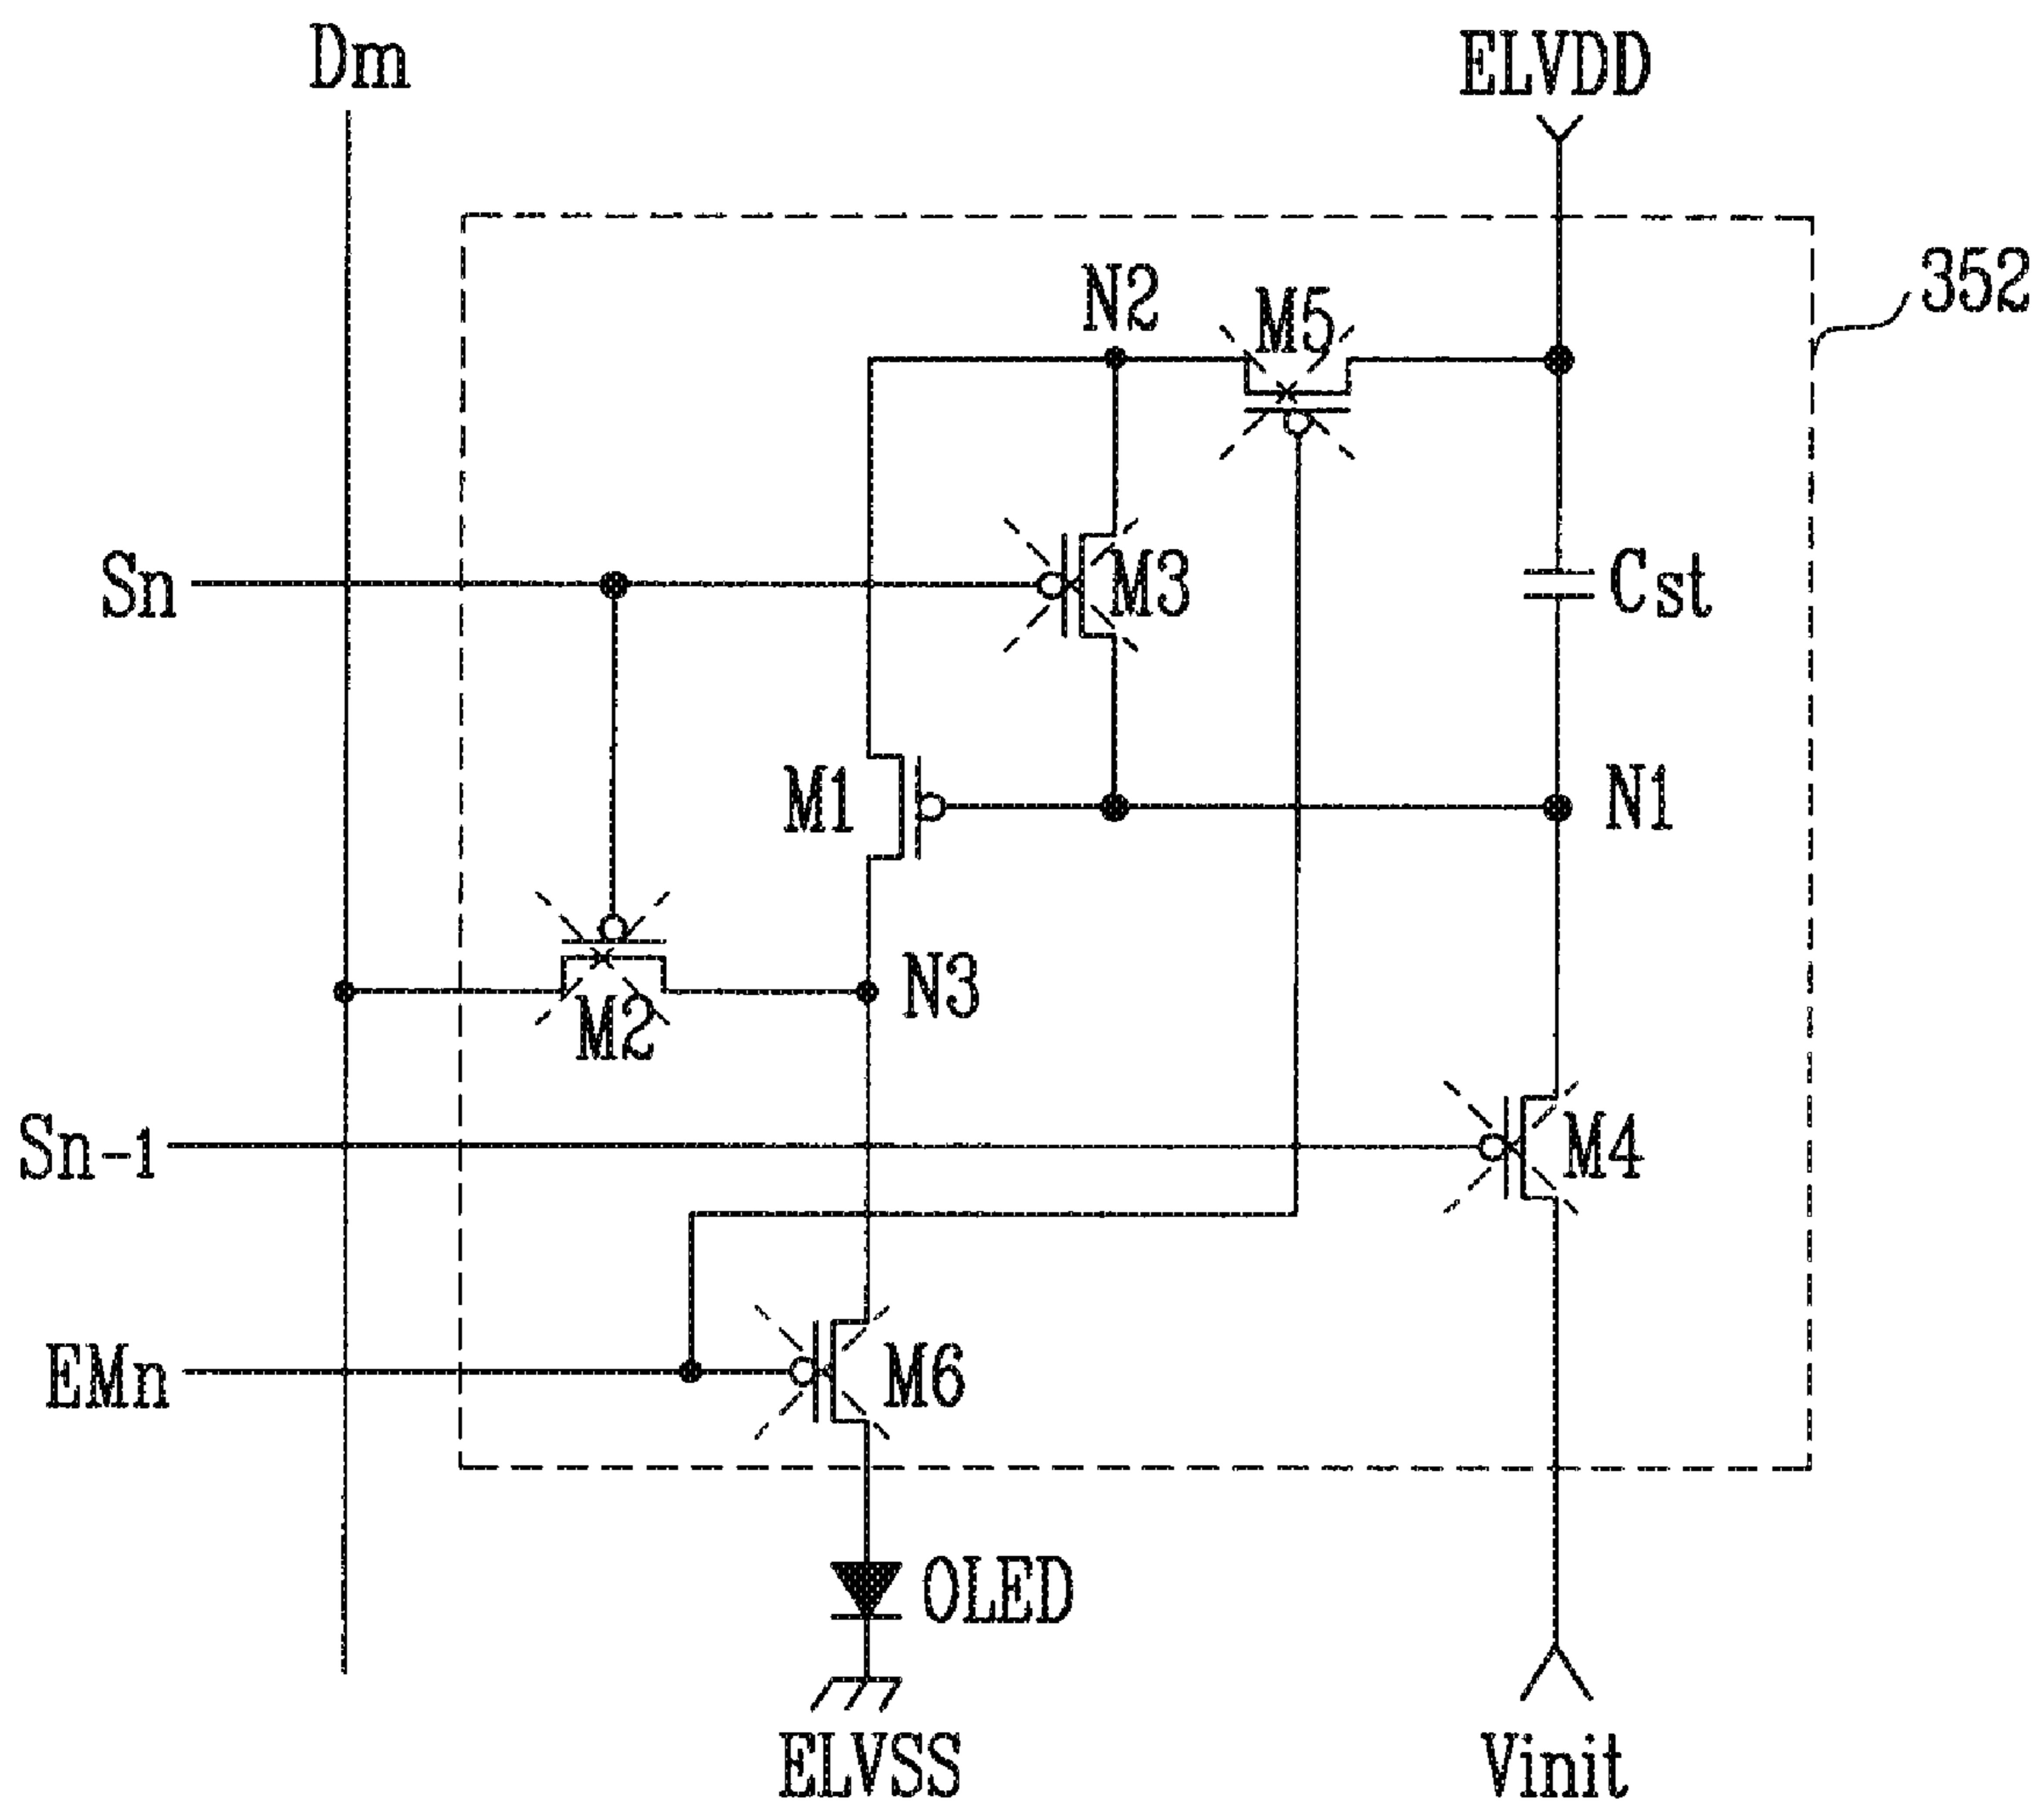 Dm
ELVDD
352
N2
M5
Sn
M3
Cst
M1
N1
M2
N3
Sn-1
M4
EMn
M6
OLED
ELVSS
Vinit